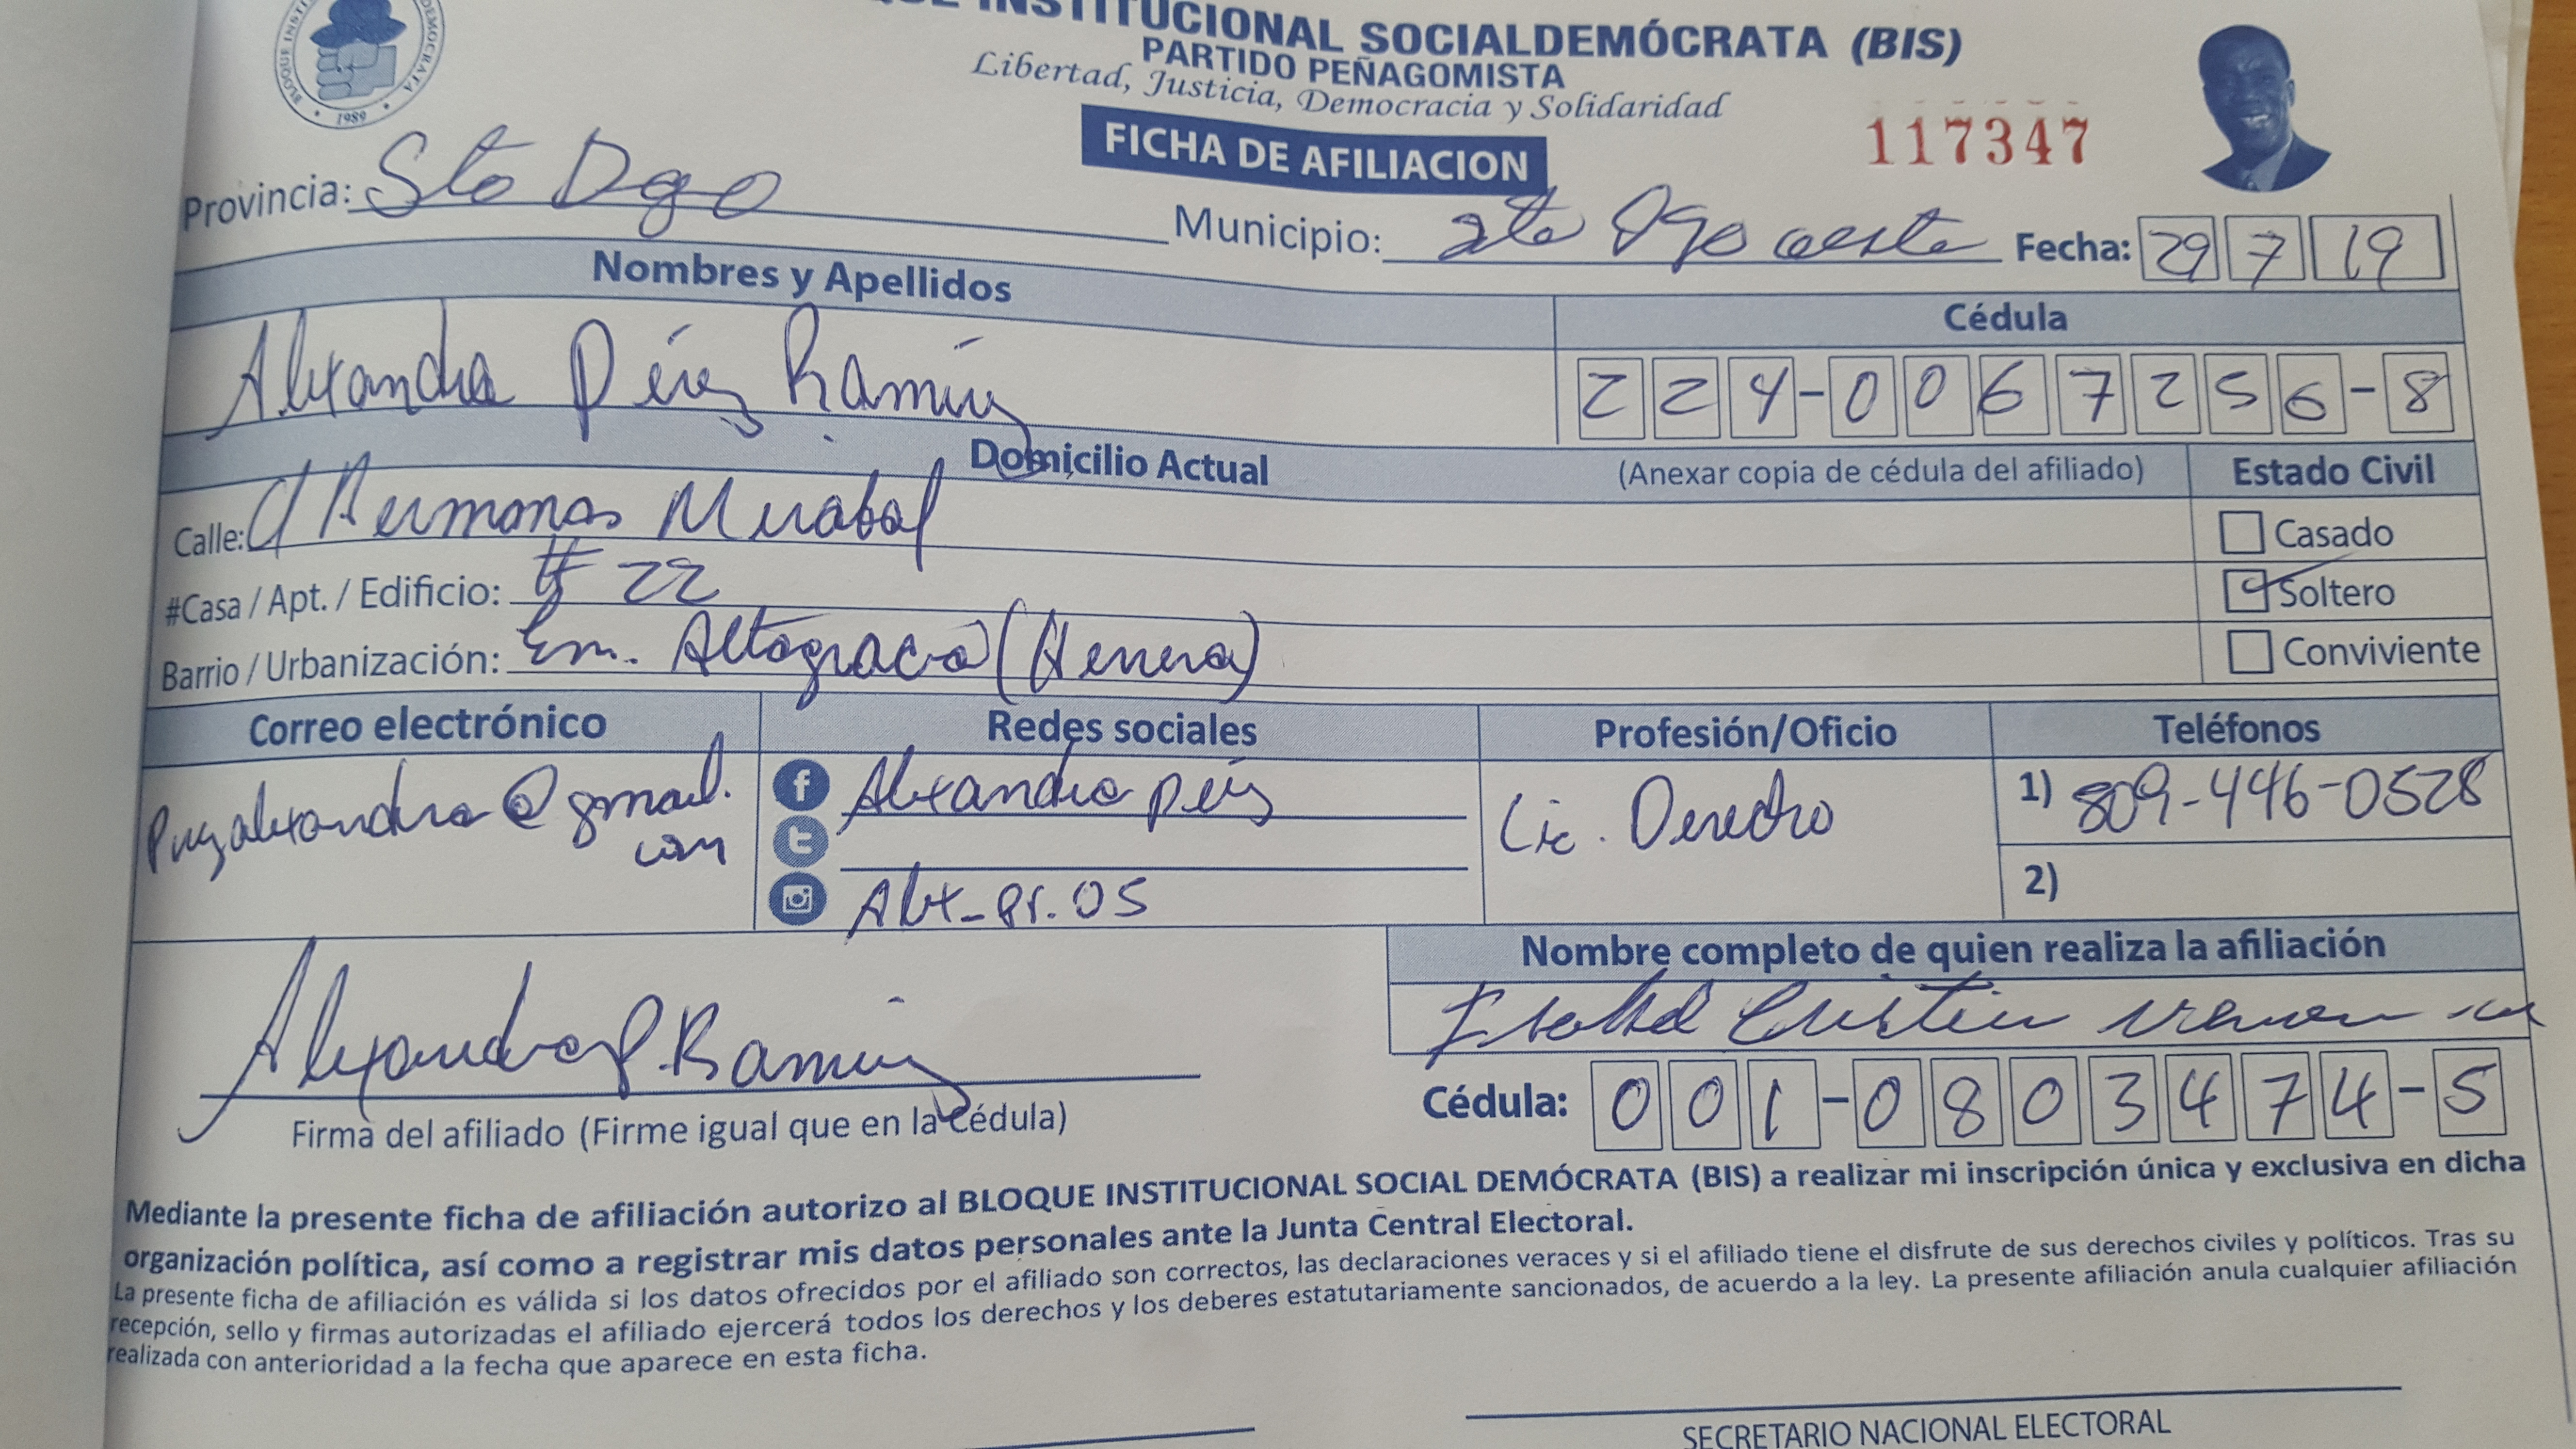 INSTITUCIONAL SOCIALDEMÓCRATA (BIS)
PARTIDO PEÑAGOMISTA
Libertad, Justicia, Democracia y Solidaridad
FICHA DE AFILIACION
117347
1989
Provincia: Sto Dgo
Municipio: Sto Dgo oeste Fecha: 29 7 19
Nombres y Apellidos
Cédula
Alexandra Pérez Ramírez
224-0067256-8
Domicilio Actual (Anexar copia de cédula del afiliado)
Estado Civil
Calle: C/ Hermanas Mirabal
Casado
#Casa / Apt. / Edificio: # 22
Soltero
Barrio / Urbanización: Altagracia (Herrera)
Conviviente
Correo electrónico Redes sociales Profesión/Oficio Teléfonos
Perezalexandra@gmail.
com
Alexandra Pérez
Alex_pr.05
Lic. Derecho
1) 809-446-0528
2)
Nombre completo de quien realiza la afiliación
Cristin
Alexandra P. Ramírez
Cédula: 001-0803474-5
Firma del afiliado (Firme igual que en la Cédula)
Mediante la presente ficha de afiliación autorizo al BLOQUE INSTITUCIONAL SOCIAL DEMÓCRATA (BIS) a realizar mi inscripción única y exclusiva en dicha
organización política, así como a registrar mis datos personales ante la Junta Central Electoral.
La presente ficha de afiliación es válida si los datos ofrecidos por el afiliado son correctos, las declaraciones veraces y si el afiliado tiene el disfrute de sus derechos civiles y políticos. Tras su
recepción, sello y firmas autorizadas el afiliado ejercerá todos los derechos y los deberes estatutariamente sancionados, de acuerdo a la ley. La presente afiliación anula cualquier afiliación
realizada con anterioridad a la fecha que aparece en esta ficha.
SECRETARIO NACIONAL ELECTORAL